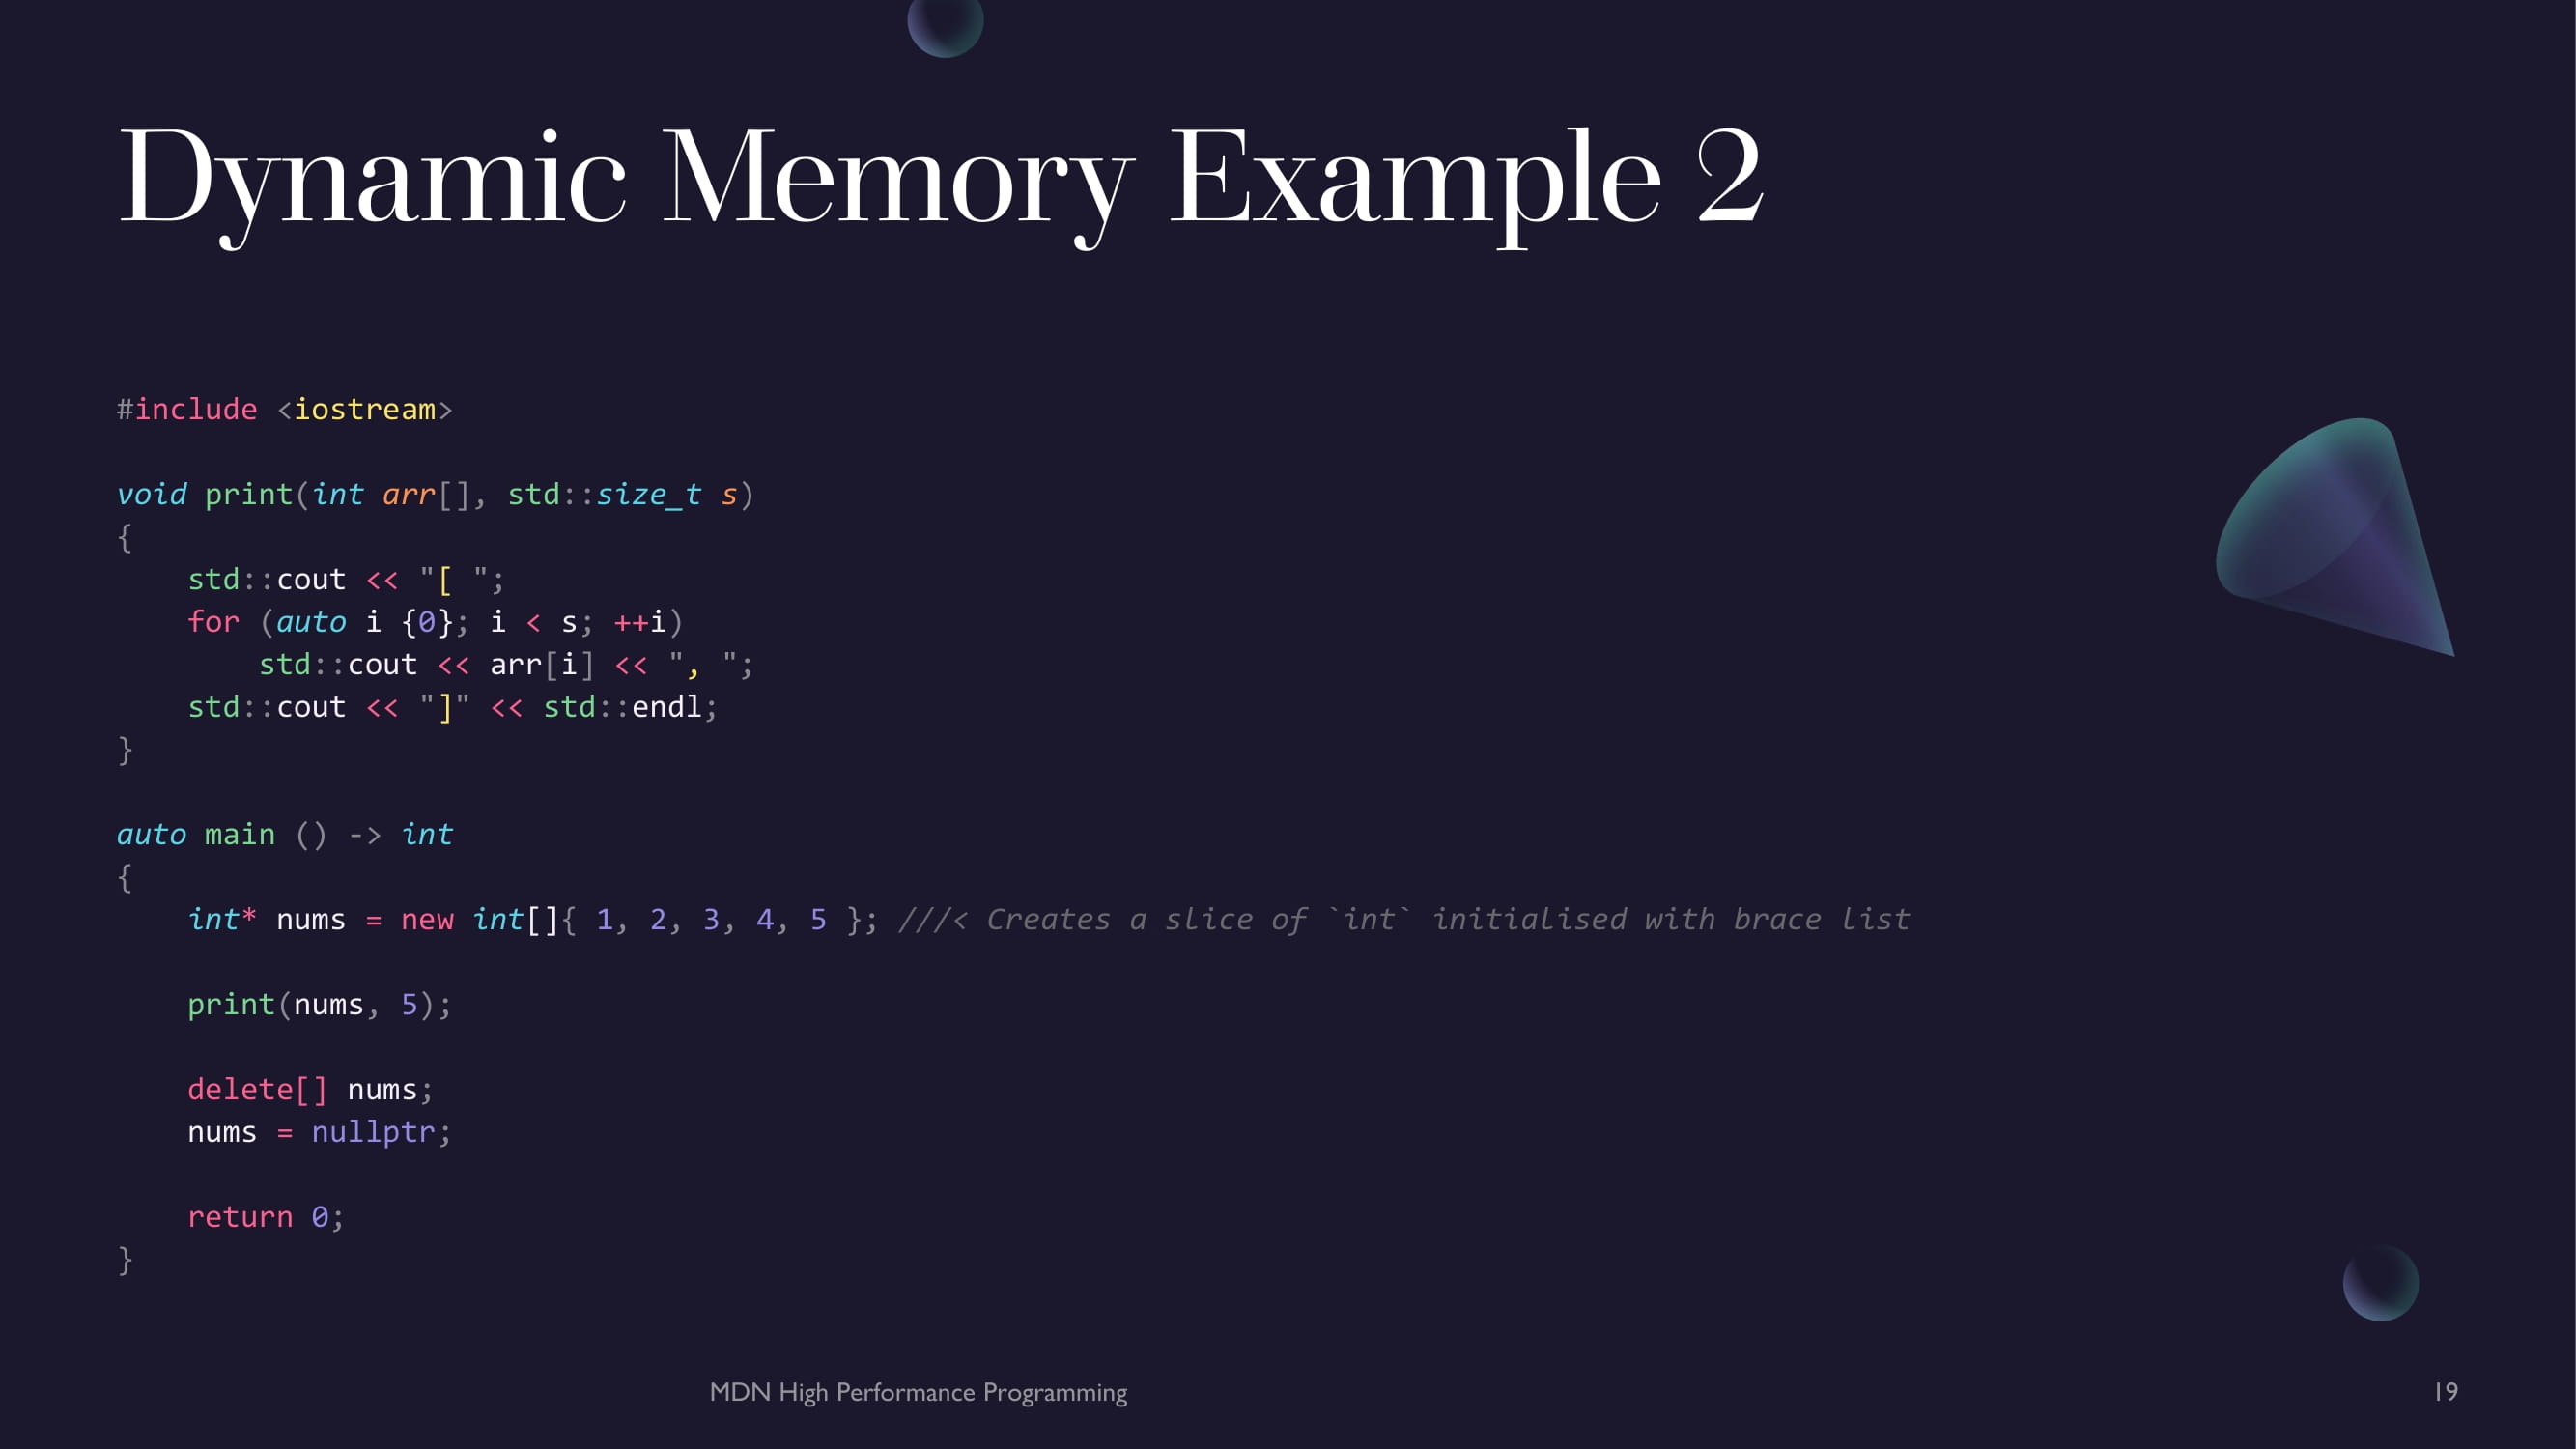 Dynamic Memory Example 2
#include <iostream>
void print(int arr[], std::size_t s)
{
    std::cout << "[ ";
    for (auto i {0}; i < s; ++i)
        std::cout << arr[i] << ", ";
    std::cout << "]" << std::endl;
}
auto main () -> int
{
    int* nums = new int[]{ 1, 2, 3, 4, 5 }; ///< Creates a slice of `int` initialised with brace list
    print(nums, 5);
    delete[] nums;
    nums = nullptr;
    return 0;
}
MDN High Performance Programming
19